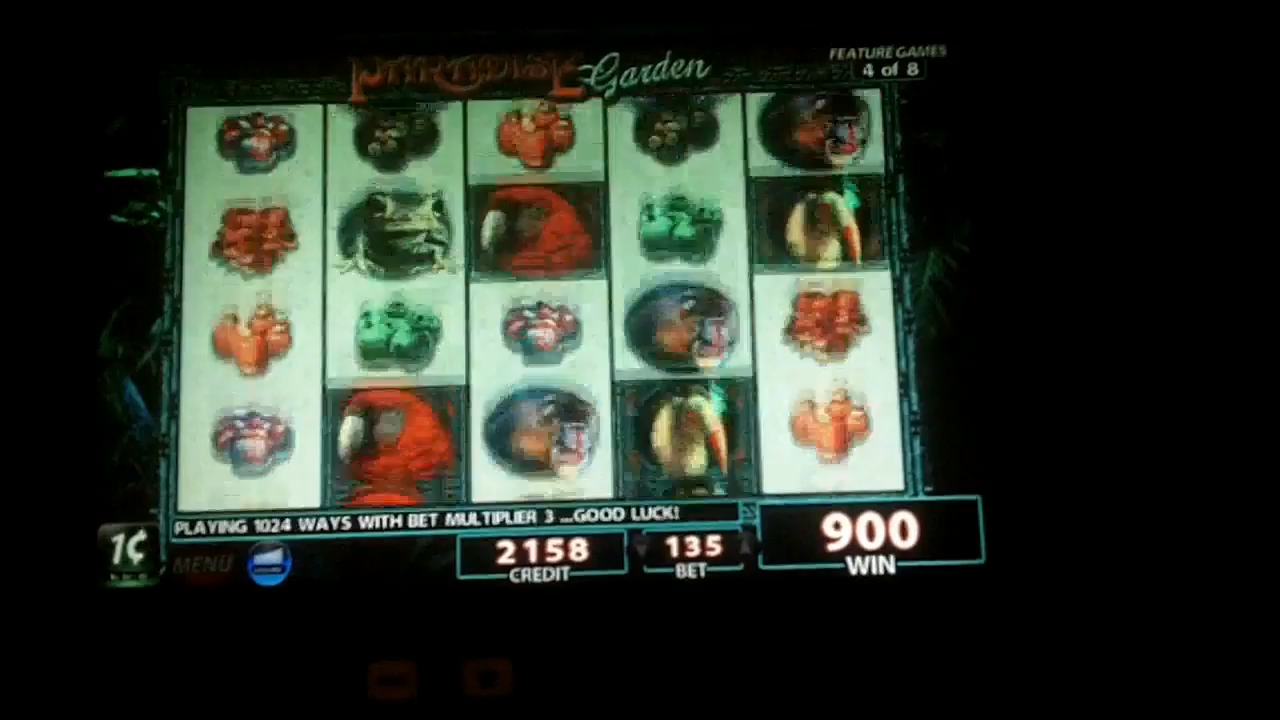 PARADISE Garden
FEATURE GAMES
4 of 8
PLAYING 1024 WAYS WITH BET MULTIPLIER 3 ...GOOD LUCK!
1¢
MENU
2158
CREDIT
135
BET
900
WIN